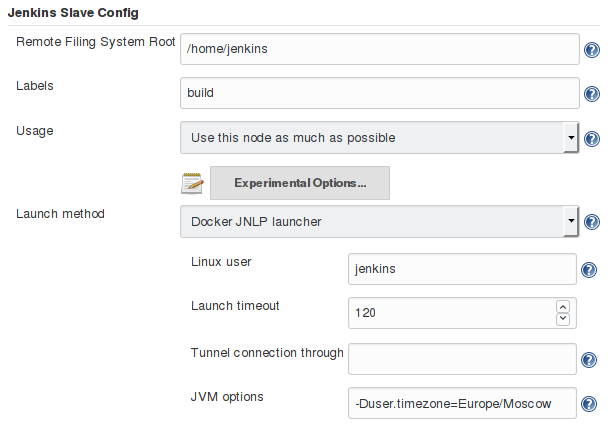 Jenkins Slave Config
Remote Filing System Root /home/jenkins
Labels build
Usage Use this node as much as possible
Experimental Options...
Launch method Docker JNLP launcher
Linux user jenkins
Launch timeout 120
Tunnel connection through
JVM options -Duser.timezone=Europe/Moscow